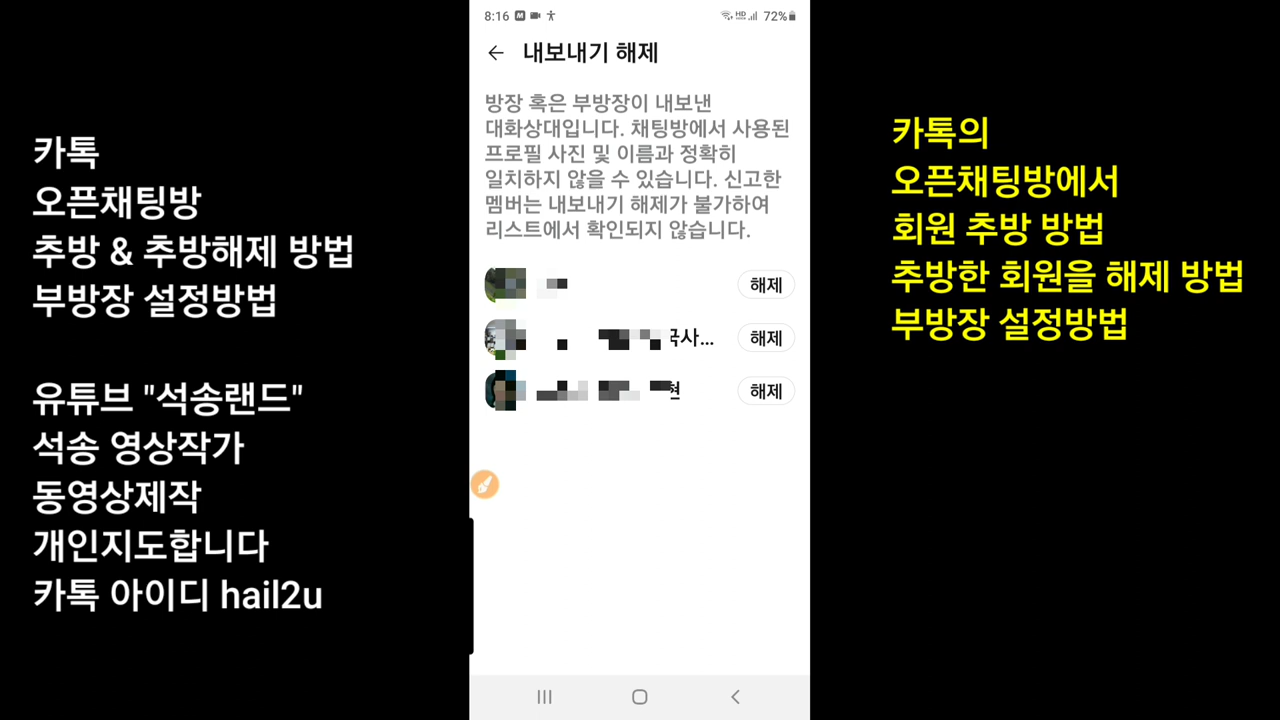 카톡
오픈채팅방
추방 & 추방해제 방법
부방장 설정방법
유튜브 "석송랜드"
석송 영상작가
동영상제작
개인지도합니다
카톡 아이디 hail2u
8:16
72%
내보내기 해제
방장 혹은 부방장이 내보낸
대화상대입니다. 채팅방에서 사용된
프로필 사진 및 이름과 정확히
일치하지 않을 수 있습니다. 신고한
멤버는 내보내기 해제가 불가하여
리스트에서 확인되지 않습니다.
해제
해제
해제
카톡의
오픈채팅방에서
회원 추방 방법
추방한 회원을 해제 방법
부방장 설정방법